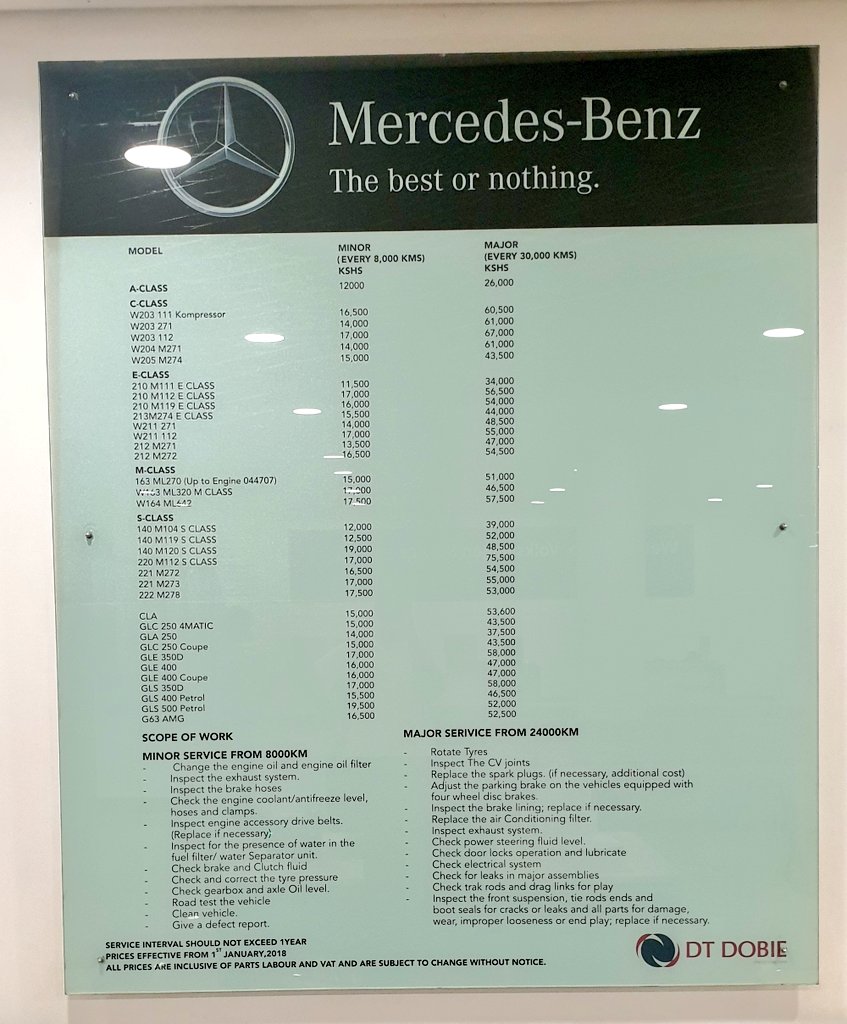 Mercedes-Benz
The best or nothing.
MODEL MINOR (EVERY 8,000 KMS) KSHS MAJOR (EVERY 30,000 KMS) KSHS
A-CLASS 12000 26,000
C-CLASS
W203 111 Kompressor 16,500 60,500
W203 271 14,000 61,000
W203 112 17,000 67,000
W204 M271 14,000 61,000
W205 M274 15,000 43,500
E-CLASS
210 M111 E CLASS 11,500 34,000
210 M112 E CLASS 17,000 56,500
210 M119 E CLASS 16,000 54,000
213M274 E CLASS 15,500 44,000
W211 271 14,000 48,500
W211 112 17,000 55,000
212 M271 13,500 47,000
212 M272 16,500 54,500
M-CLASS
163 ML270 (Up to Engine 044707) 15,000 51,000
W163 ML320 M CLASS 46,500
W164 ML642 17,500 57,500
S-CLASS
140 M104 S CLASS 12,000 39,000
140 M119 S CLASS 12,500 52,000
140 M120 S CLASS 19,000 48,500
220 M112 S CLASS 17,000 75,500
221 M272 16,500 54,500
221 M273 17,000 55,000
222 M278 17,500 53,000
CLA 15,000 53,600
GLC 250 4MATIC 15,000 43,500
GLA 250 14,000 37,500
GLC 250 Coupe 15,000 43,500
GLE 350D 17,000 58,000
GLE 400 16,000 47,000
GLE 400 Coupe 16,000 47,000
GLS 350D 17,000 58,000
GLS 400 Petrol 15,500 46,500
GLS 500 Petrol 19,500 52,000
G63 AMG 16,500 52,500
SCOPE OF WORK
MINOR SERVICE FROM 8000KM
- Change the engine oil and engine oil filter
- Inspect the exhaust system.
- Inspect the brake hoses
- Check the engine coolant/antifreeze level,
hoses and clamps.
- Inspect engine accessory drive belts.
(Replace if necessary)
- Inspect for the presence of water in the
fuel filter/ water Separator unit.
- Check brake and Clutch fluid
- Check and correct the tyre pressure
- Check gearbox and axle Oil level.
- Road test the vehicle
- Clean vehicle.
- Give a defect report.
MAJOR SERIVICE FROM 24000KM
- Rotate Tyres
- Inspect The CV joints
- Replace the spark plugs. (if necessary, additional cost)
- Adjust the parking brake on the vehicles equipped with
four wheel disc brakes.
- Inspect the brake lining; replace if necessary.
- Replace the air Conditioning filter.
- Inspect exhaust system.
- Check power steering fluid level.
- Check door locks operation and lubricate
- Check electrical system
- Check for leaks in major assemblies
- Check trak rods and drag links for play
- Inspect the front suspension, tie rods ends and
boot seals for cracks or leaks and all parts for damage,
wear, improper looseness or end play; replace if necessary.
SERVICE INTERVAL SHOULD NOT EXCEED 1YEAR
PRICES EFFECTIVE FROM 1ST JANUARY,2018
ALL PRICES ARE INCLUSIVE OF PARTS LABOUR AND VAT AND ARE SUBJECT TO CHANGE WITHOUT NOTICE.
DT DOBIE